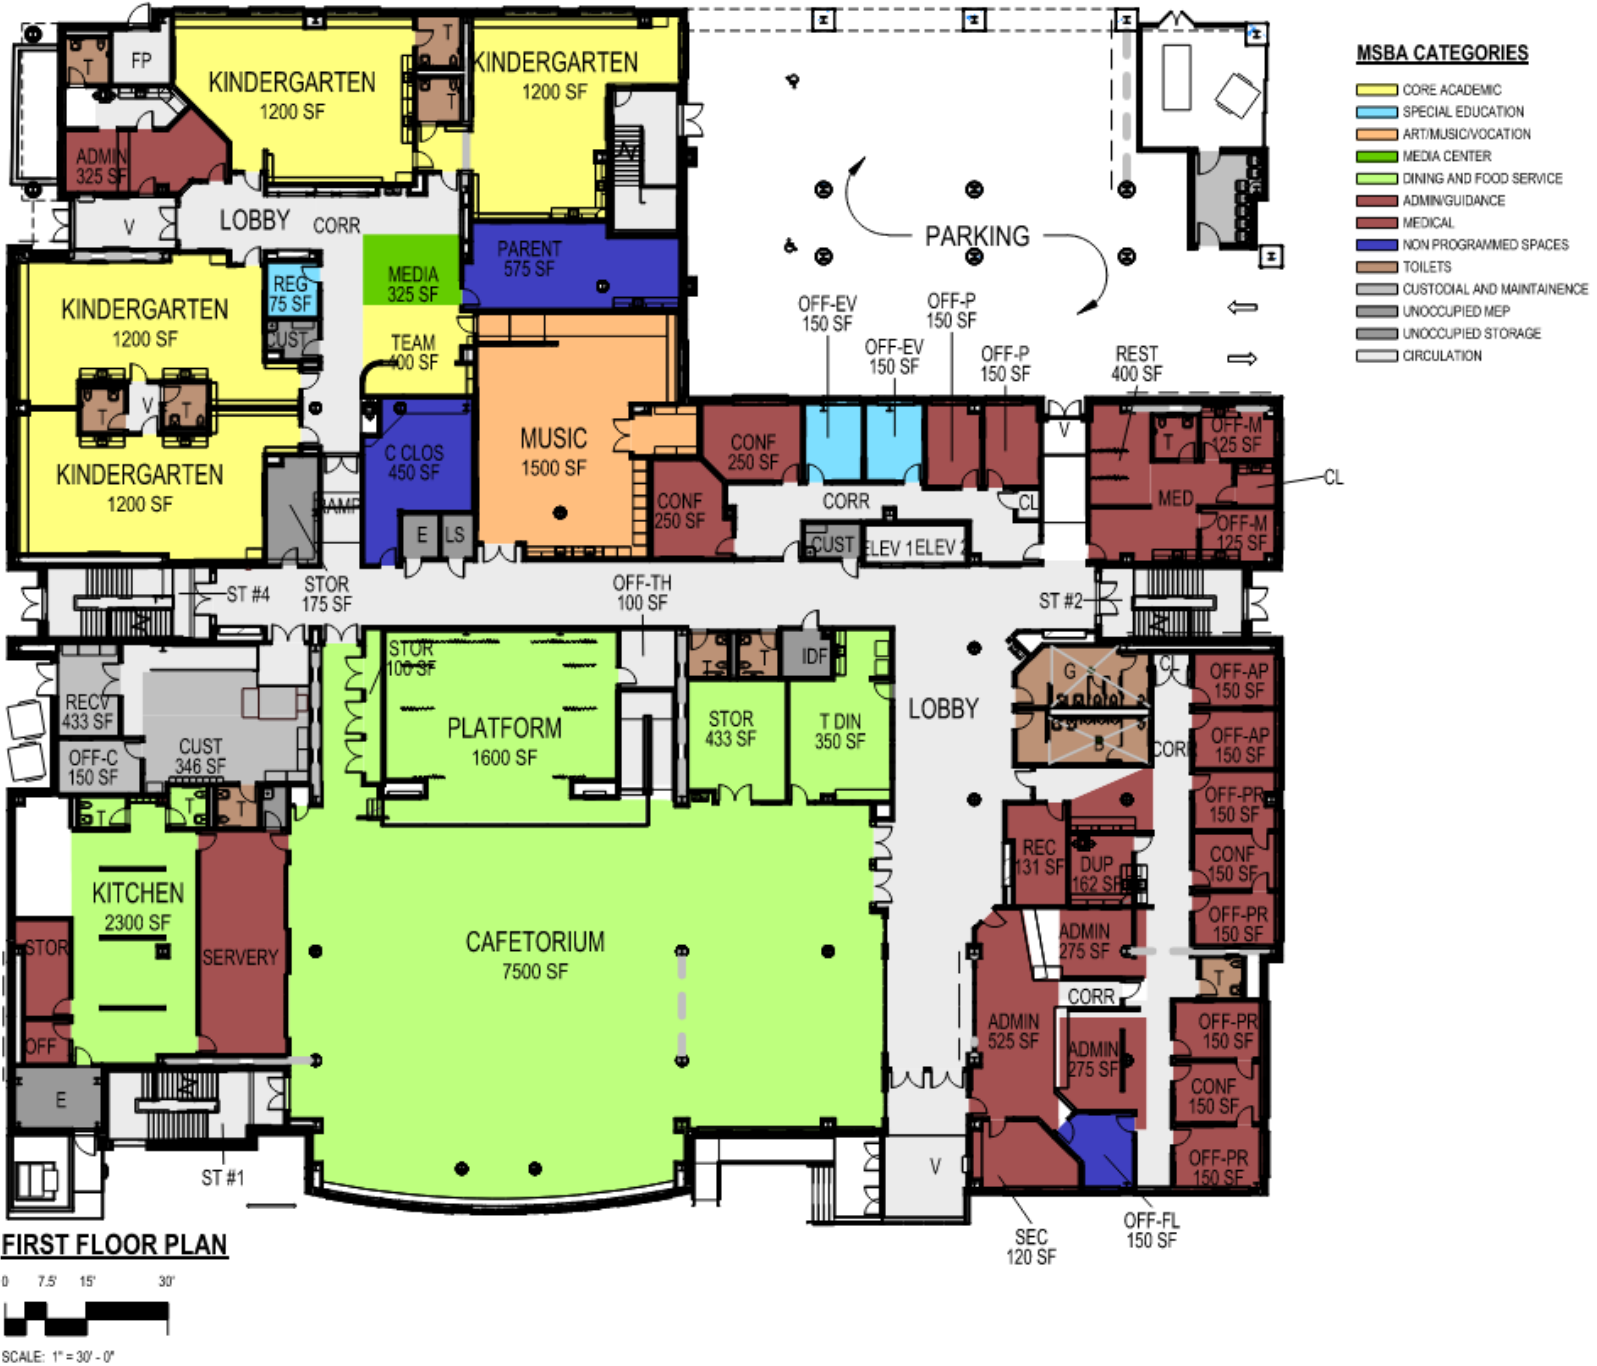 T
FP
KINDERGARTEN
1200 SF
T
T
KINDERGARTEN
1200 SF
ADMIN
325 SF
V
LOBBY
CORR
PARENT
575 SF
MEDIA
325 SF
TEAM
400 SF
REG
75 SF
CUST
KINDERGARTEN
1200 SF
T
V
T
KINDERGARTEN
1200 SF
C CLOS
450 SF
E
LS
RAMP
MUSIC
1500 SF
PARKING
OFF-EV
150 SF
OFF-EV
150 SF
OFF-P
150 SF
OFF-P
150 SF
REST
400 SF
CONF
250 SF
CONF
250 SF
CORR
CL
V
T
OFF-M
125 SF
MED
CL
OFF-M
125 SF
CUST
ELEV 1
ELEV 2
ST #4
STOR
175 SF
OFF-TH
100 SF
ST #2
RECV
433 SF
OFF-C
150 SF
CUST
346 SF
STOR
100 SF
PLATFORM
1600 SF
T
T
IDF
STOR
433 SF
T DIN
350 SF
LOBBY
G
B
CL
CORR
OFF-AP
150 SF
OFF-AP
150 SF
OFF-PR
150 SF
CONF
150 SF
OFF-PR
150 SF
T
T
T
KITCHEN
2300 SF
SERVERY
STOR
OFF
E
ST #1
CAFETORIUM
7500 SF
REC
131 SF
DUP
162 SF
ADMIN
275 SF
CORR
ADMIN
525 SF
ADMIN
275 SF
T
OFF-PR
150 SF
CONF
150 SF
OFF-PR
150 SF
V
SEC
120 SF
OFF-FL
150 SF
MSBA CATEGORIES
CORE ACADEMIC
SPECIAL EDUCATION
ART/MUSIC/VOCATION
MEDIA CENTER
DINING AND FOOD SERVICE
ADMIN/GUIDANCE
MEDICAL
NON PROGRAMMED SPACES
TOILETS
CUSTODIAL AND MAINTAINENCE
UNOCCUPIED MEP
UNOCCUPIED STORAGE
CIRCULATION
FIRST FLOOR PLAN
0 7.5' 15' 30'
SCALE: 1" = 30' - 0"